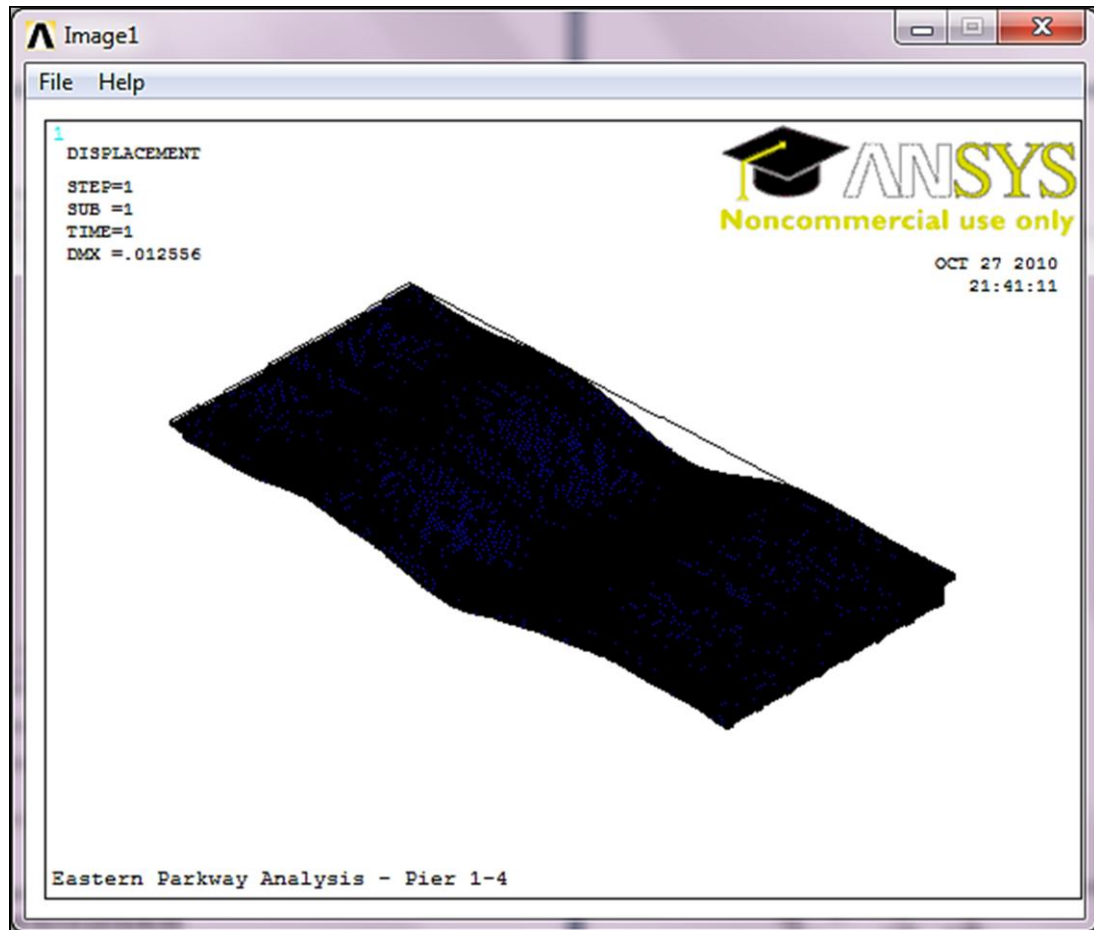 Image1
File Help
1
DISPLACEMENT
STEP=1
SUB =1
TIME=1
DMX =.012556
ANSYS
Noncommercial use only
OCT 27 2010
21:41:11
Eastern Parkway Analysis - Pier 1-4